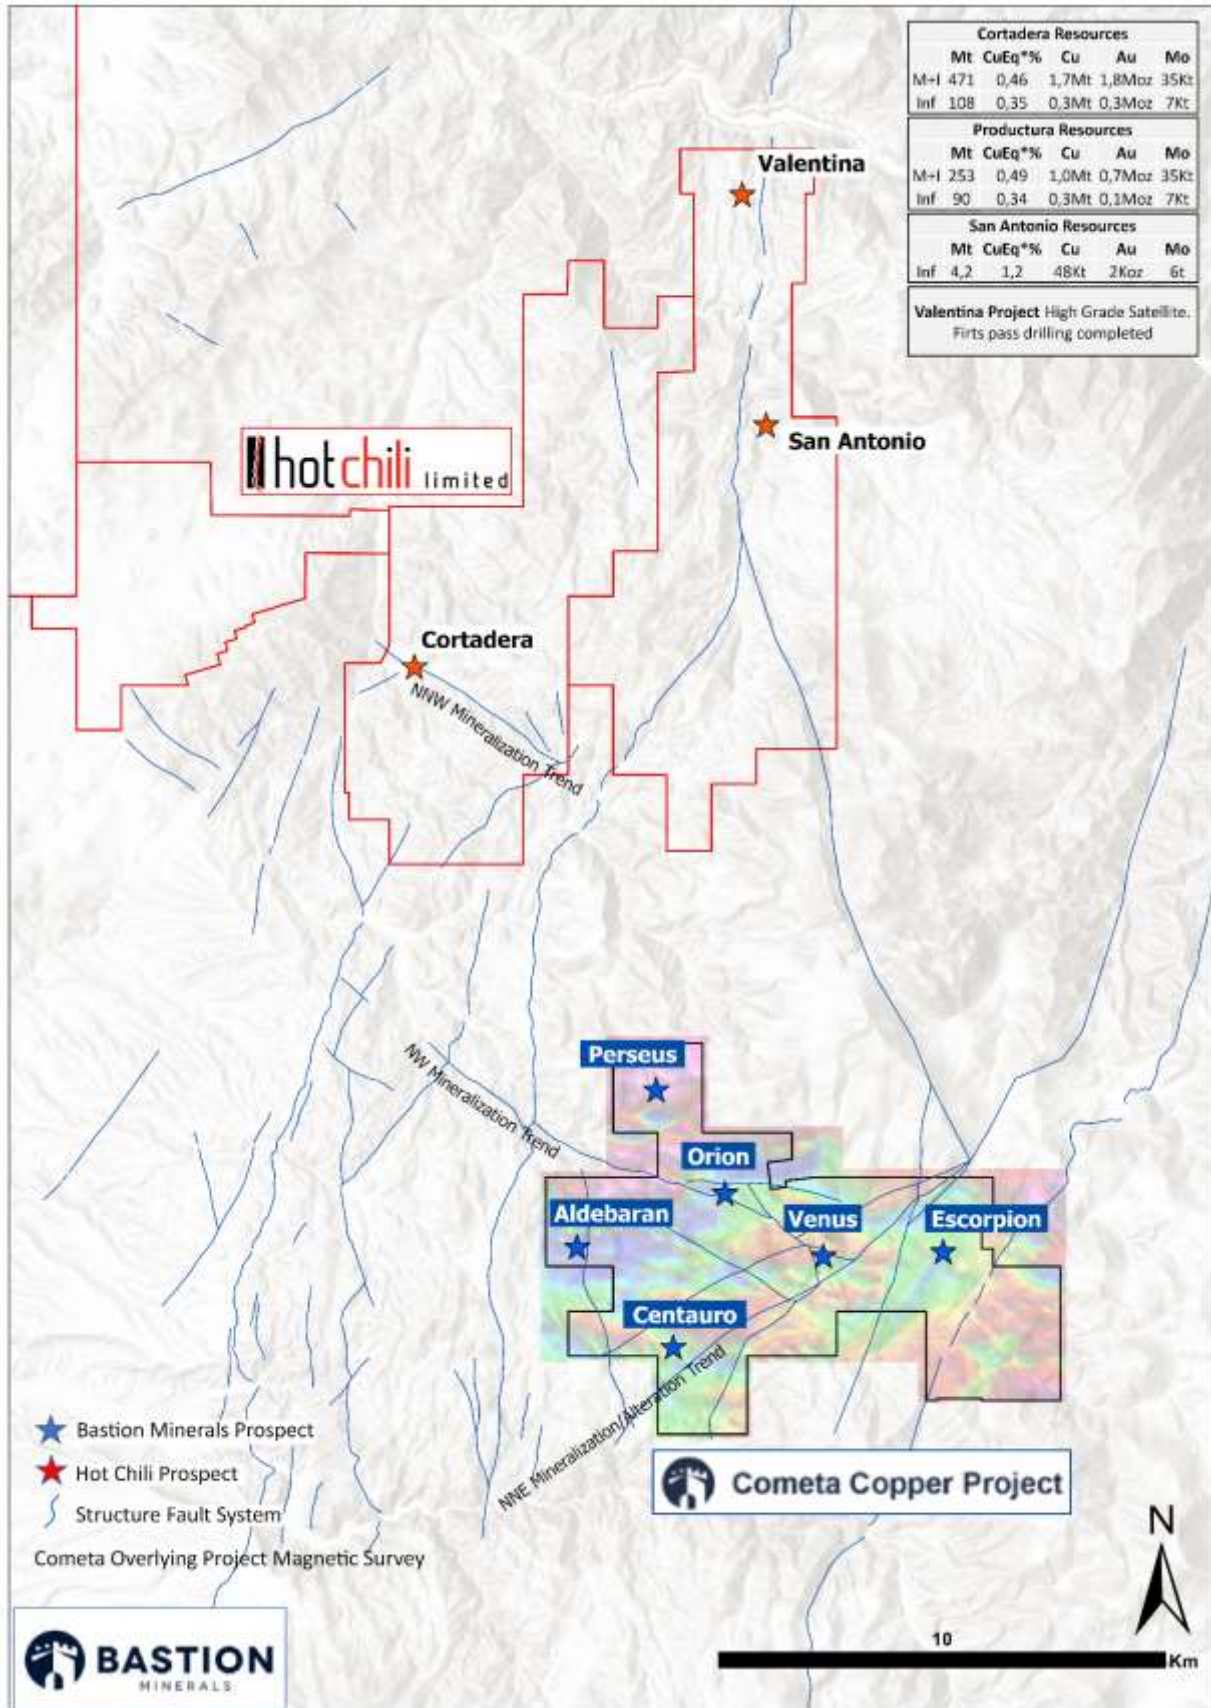 Cortadera Resources
Mt CuEq*% Cu Au Mo
M+I 471 0,46 1,7Mt 1,8Moz 35Kt
Inf 108 0,35 0,3Mt 0,3Moz 7Kt
Productura Resources
Mt CuEq*% Cu Au Mo
M+I 253 0,49 1,0Mt 0,7Moz 35Kt
Inf 90 0,34 0,3Mt 0,1Moz 7Kt
San Antonio Resources
Mt CuEq*% Cu Au Mo
Inf 4,2 1,2 48Kt 2Koz 6t
Valentina Project High Grade Satellite.
Firts pass drilling completed
Valentina
San Antonio
hotchili limited
Cortadera
NNW Mineralization Trend
NW Mineralization Trend
Perseus
Orion
Aldebaran
Venus
Escorpion
Centauro
NNE Mineralization/Alteration Trend
Cometa Copper Project
Bastion Minerals Prospect
Hot Chili Prospect
Structure Fault System
Cometa Overlying Project Magnetic Survey
BASTION
MINERALS
N
10
Km